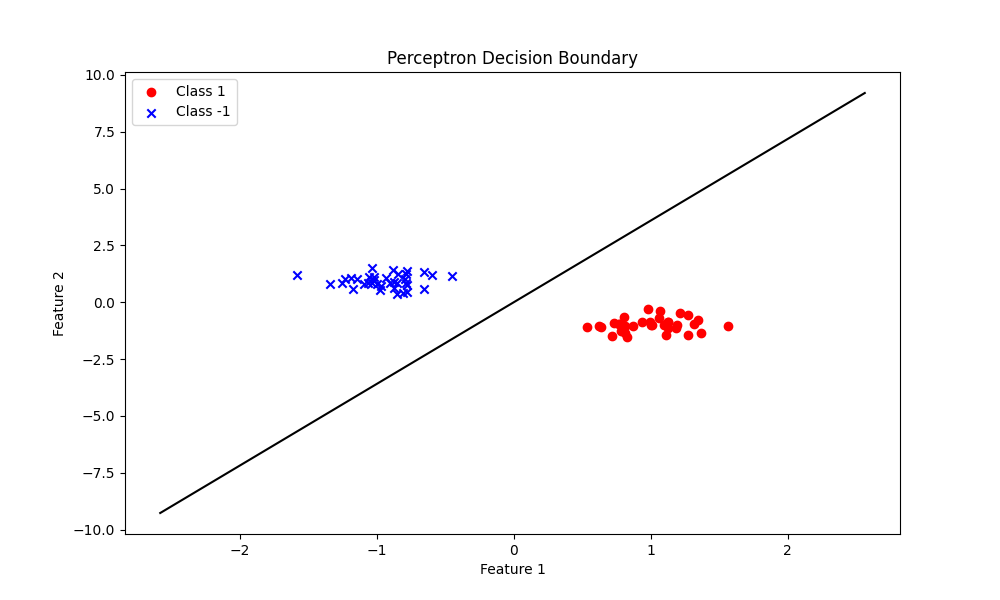 Perceptron Decision Boundary
Class 1
Class -1
Feature 2
10.0
7.5
5.0
2.5
0.0
−2.5
−5.0
−7.5
−10.0
−2
−1
0
1
2
Feature 1